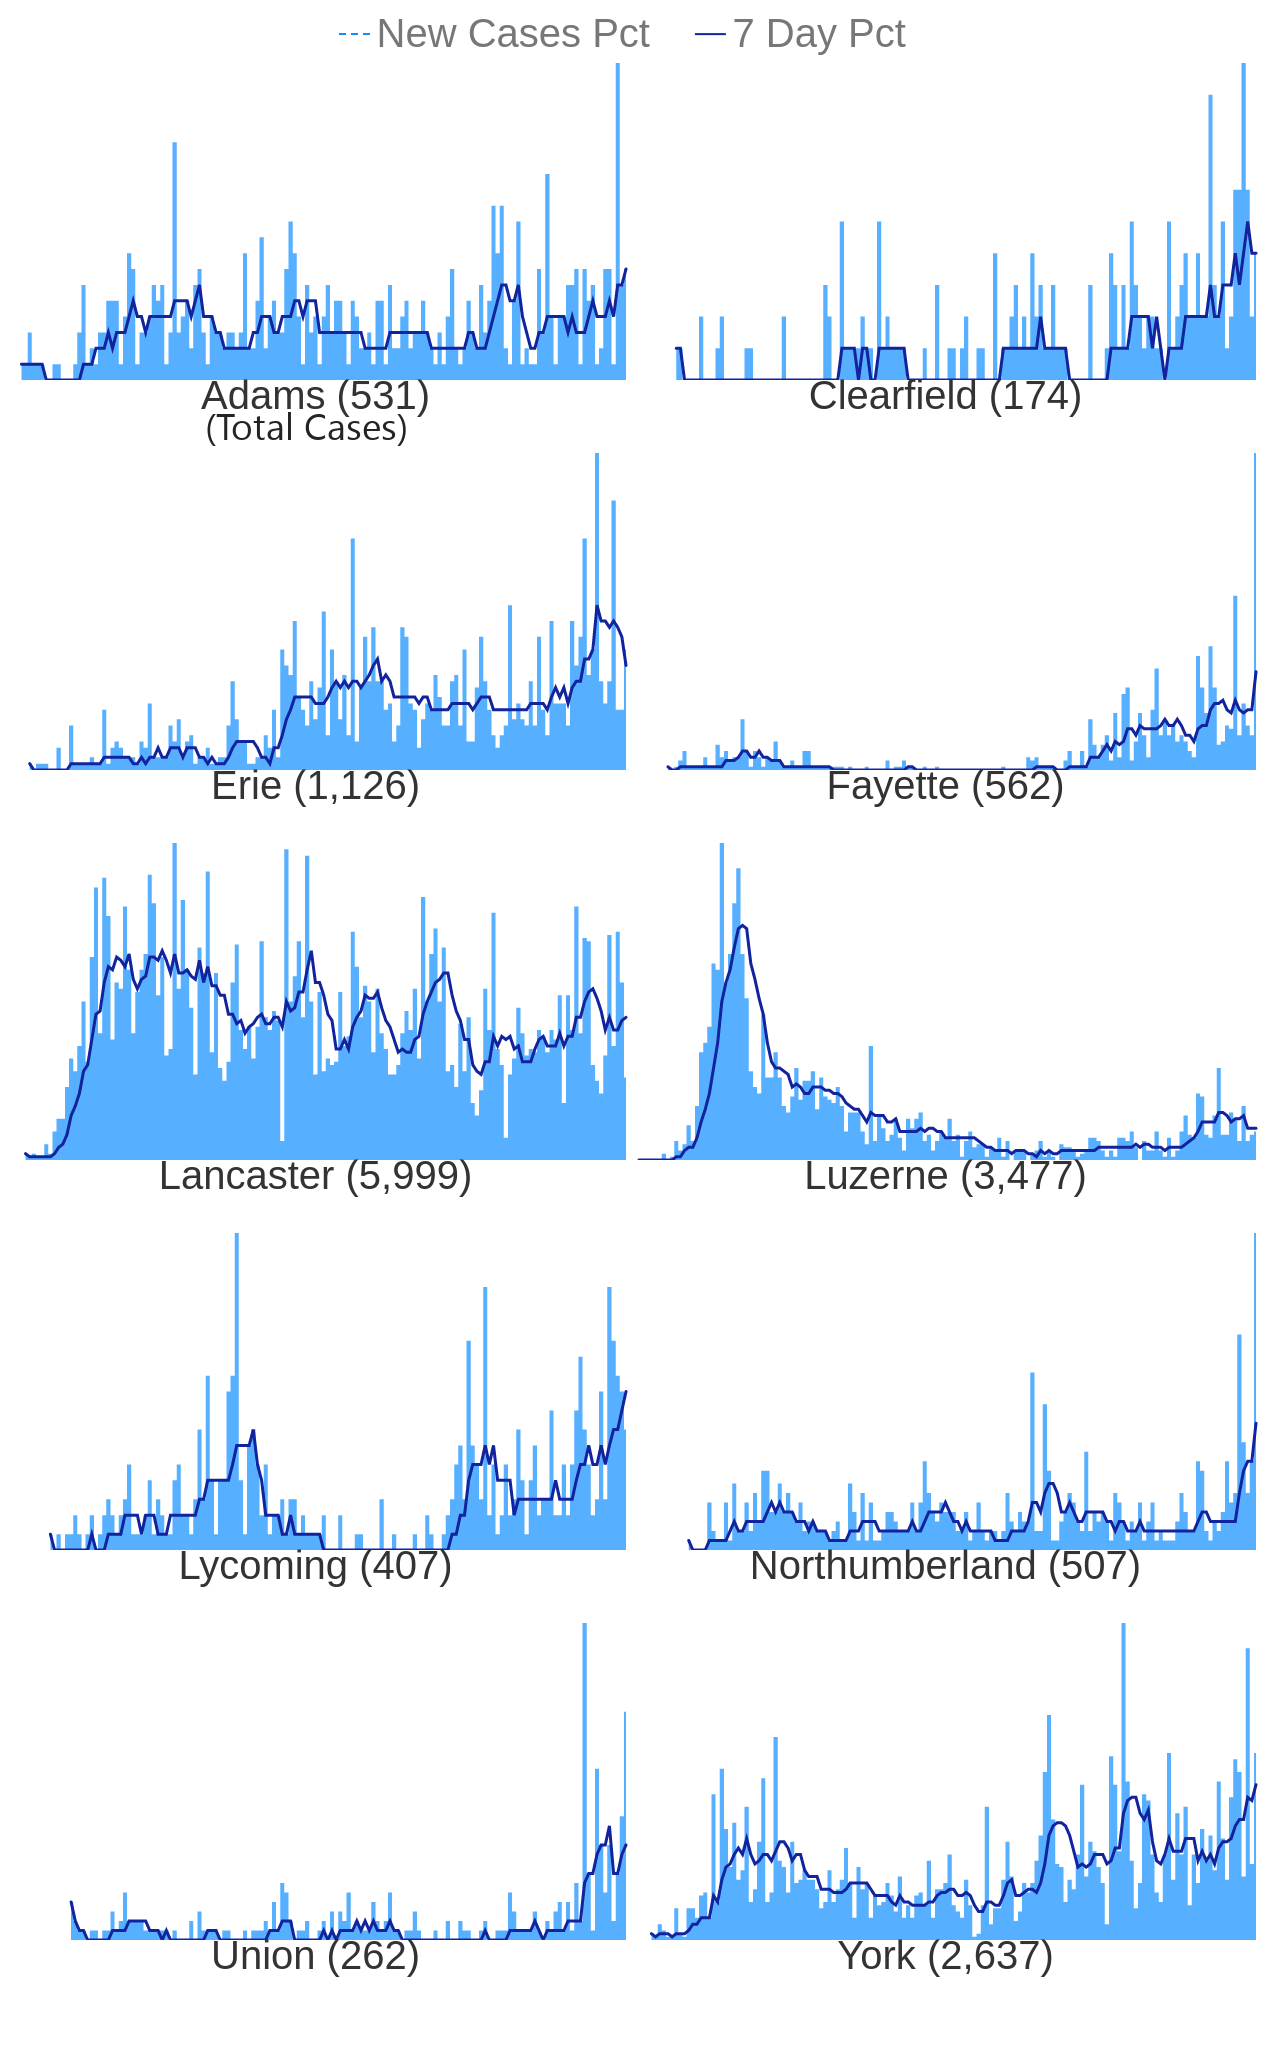 New Cases Pct 7 Day Pct
Adams (531) Clearfield (174)
(Total Cases)
Erie (1,126) Fayette (562)
Lancaster (5,999) Luzerne (3,477)
Lycoming (407) Northumberland (507)
Union (262) York (2,637)